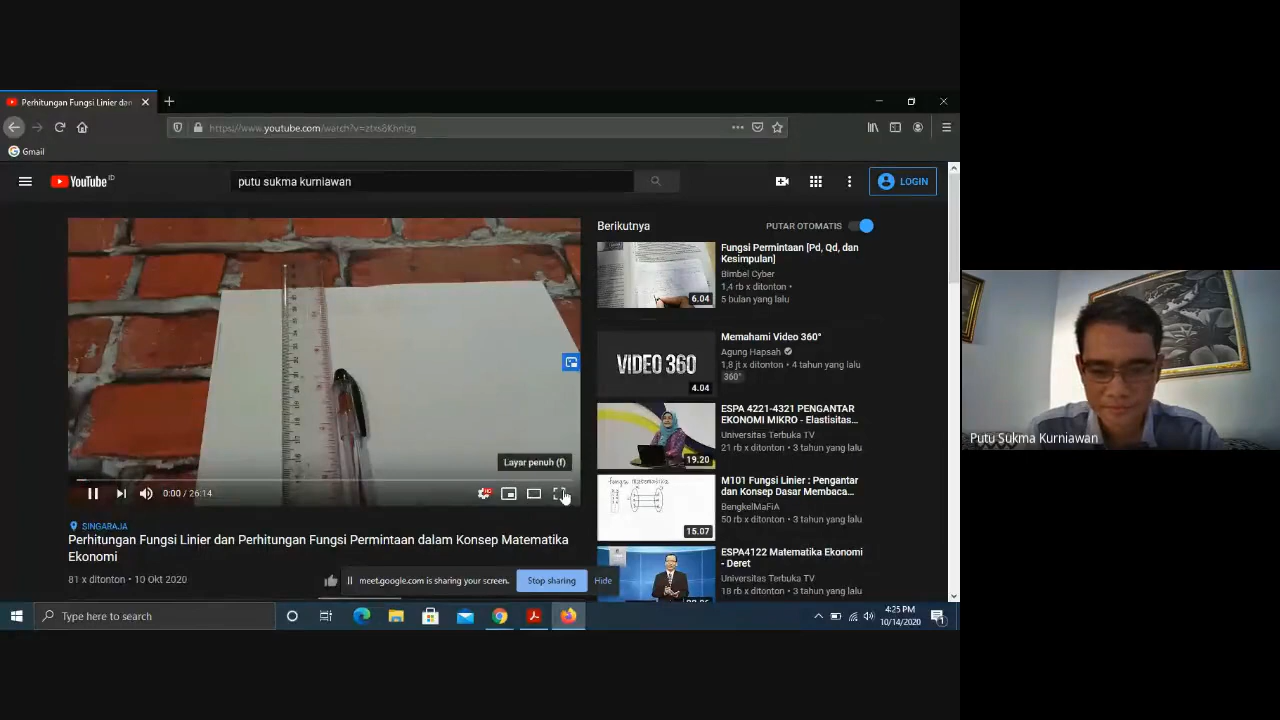 Perhitungan Fungsi Linier dan
Gmail
YouTube ID
putu sukma kurniawan
LOGIN
Layar penuh (f)
0:00 / 26:14
SINGARAJA
Perhitungan Fungsi Linier dan Perhitungan Fungsi Permintaan dalam Konsep Matematika
Ekonomi
81 x ditonton • 10 Okt 2020
meet.google.com is sharing your screen.
Stop sharing
Hide
Berikutnya
PUTAR OTOMATIS
6.04
Fungsi Permintaan [Pd, Qd, dan
Kesimpulan]
Bimbel Cyber
1,4 rb x ditonton •
5 bulan yang lalu
VIDEO 360
4.04
Memahami Video 360°
Agung Hapsah
1,8 jt x ditonton • 4 tahun yang lalu
360°
19.20
ESPA 4221-4321 PENGANTAR
EKONOMI MIKRO - Elastisitas...
Universitas Terbuka TV
21 rb x ditonton • 3 tahun yang lalu
fungsi matematika
15.07
M101 Fungsi Linier : Pengantar
dan Konsep Dasar Membaca...
BengkelMaFiA
50 rb x ditonton • 3 tahun yang lalu
ESPA4122 Matematika Ekonomi
- Deret
Universitas Terbuka TV
18 rb x ditonton • 3 tahun yang lalu
Type here to search
4:25 PM
10/14/2020
1
Putu Sukma Kurniawan